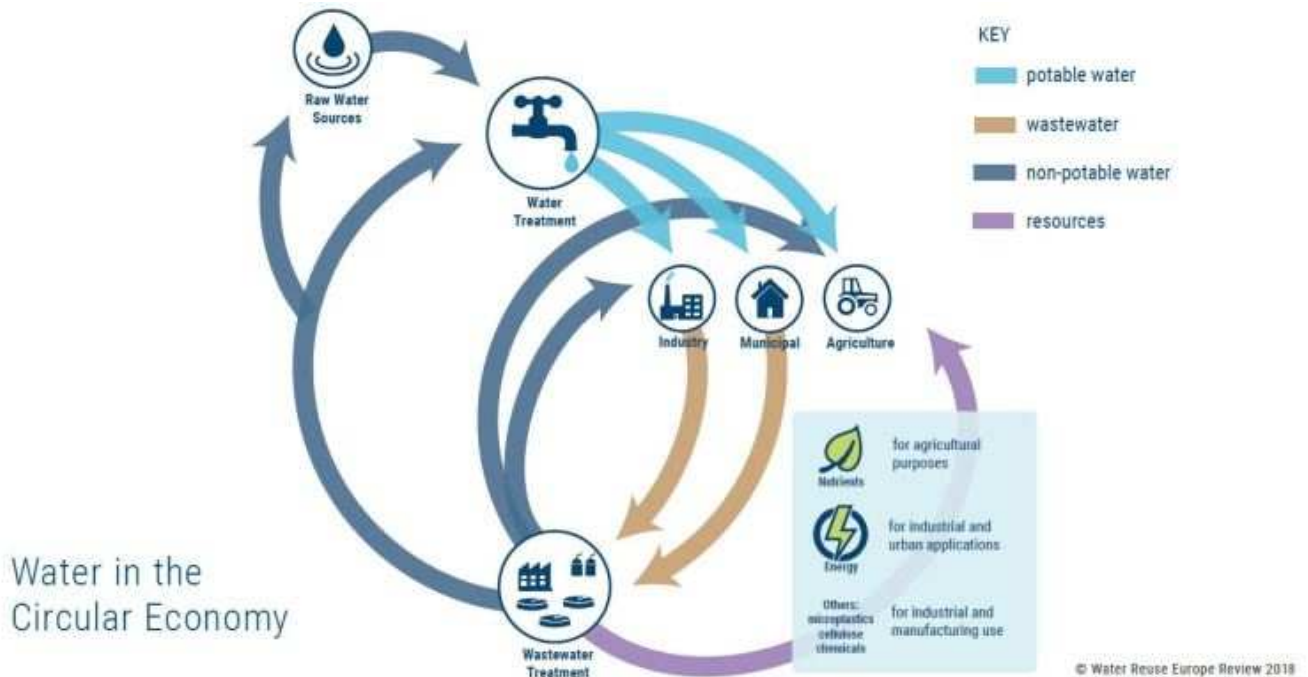 Raw Water
Sources
Water
Treatment
KEY
potable water
wastewater
non-potable water
resources
Industry
Municipal
Agriculture
Nutrients
for agricultural
purposes
Energy
for industrial and
urban applications
Others:
microplastics
cellulose
chemicals
for industrial and
manufacturing use
Wastewater
Treatment
Water in the
Circular Economy
© Water Reuse Europe Review 2018